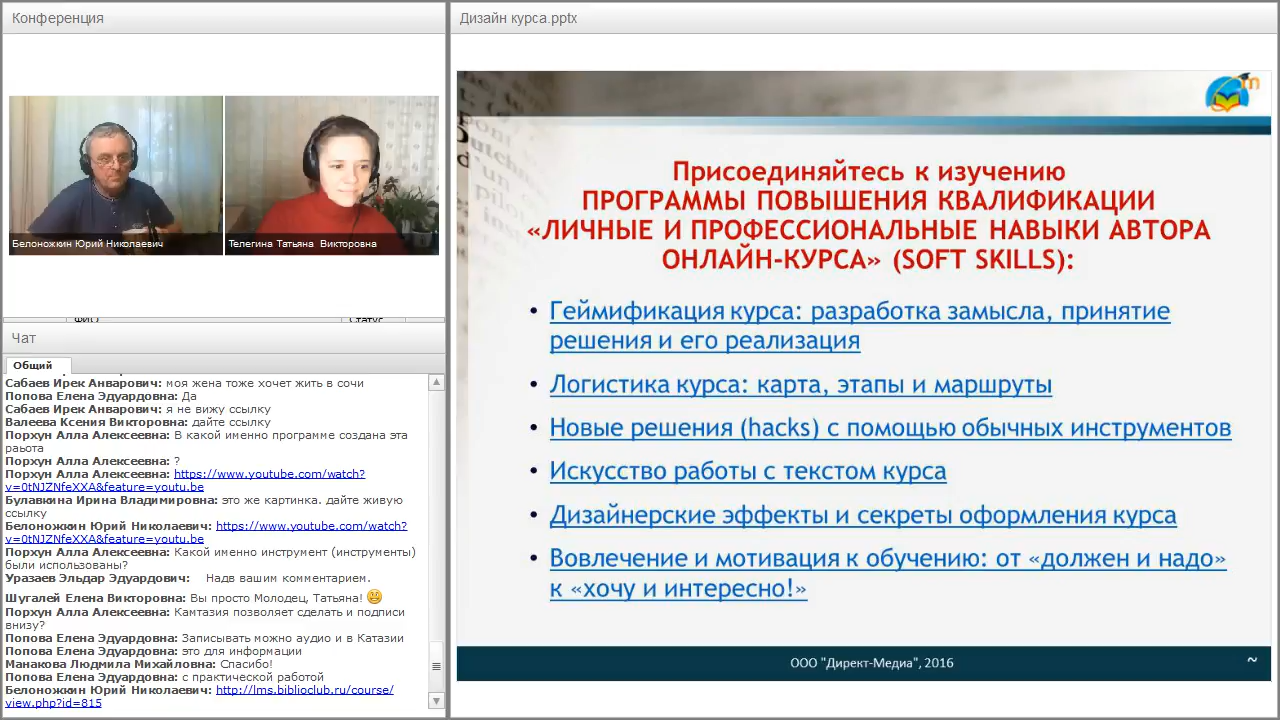 Конференция
Белоножкин Юрий Николаевич
Телегина Татьяна Викторовна
ФИО
Статус
Чат
Общий
Сабаев Ирек Анварович: моя жена тоже хочет жить в сочи
Попова Елена Эдуардовна: Да
Сабаев Ирек Анварович: я не вижу ссылку
Валеева Ксения Викторовна: дайте ссылку
Порхун Алла Алексеевна: В какой именно программе создана эта
раьота
Порхун Алла Алексеевна: ?
Порхун Алла Алексеевна: https://www.youtube.com/watch?
v=0tNJZNfeXXA&feature=youtu.be
Булавкина Ирина Владимировна: это же картинка. дайте живую
ссылку
Белоножкин Юрий Николаевич: https://www.youtube.com/watch?
v=0tNJZNfeXXA&feature=youtu.be
Порхун Алла Алексеевна: Какой именно инструмент (инструменты)
были использованы?
Уразаев Эльдар Эдуардович: Надв вашим комментарием.
Шугалей Елена Викторовна: Вы просто Молодец, Татьяна!
Порхун Алла Алексеевна: Камтазия позволяет сделать и подписи
внизу?
Попова Елена Эдуардовна: Записывать можно аудио и в Катазии
Попова Елена Эдуардовна: это для информации
Манакова Людмила Михайловна: Спасибо!
Попова Елена Эдуардовна: с практической работой
Белоножкин Юрий Николаевич: http://lms.biblioclub.ru/course/
view.php?id=815
Дизайн курса.pptx
Присоединяйтесь к изучению
ПРОГРАММЫ ПОВЫШЕНИЯ КВАЛИФИКАЦИИ
«ЛИЧНЫЕ И ПРОФЕССИОНАЛЬНЫЕ НАВЫКИ АВТОРА
ОНЛАЙН-КУРСА» (SOFT SKILLS):
• Геймификация курса: разработка замысла, принятие
решения и его реализация
• Логистика курса: карта, этапы и маршруты
• Новые решения (hacks) с помощью обычных инструментов
• Искусство работы с текстом курса
• Дизайнерские эффекты и секреты оформления курса
• Вовлечение и мотивация к обучению: от «должен и надо»
к «хочу и интересно!»
ООО "Директ-Медиа", 2016
~